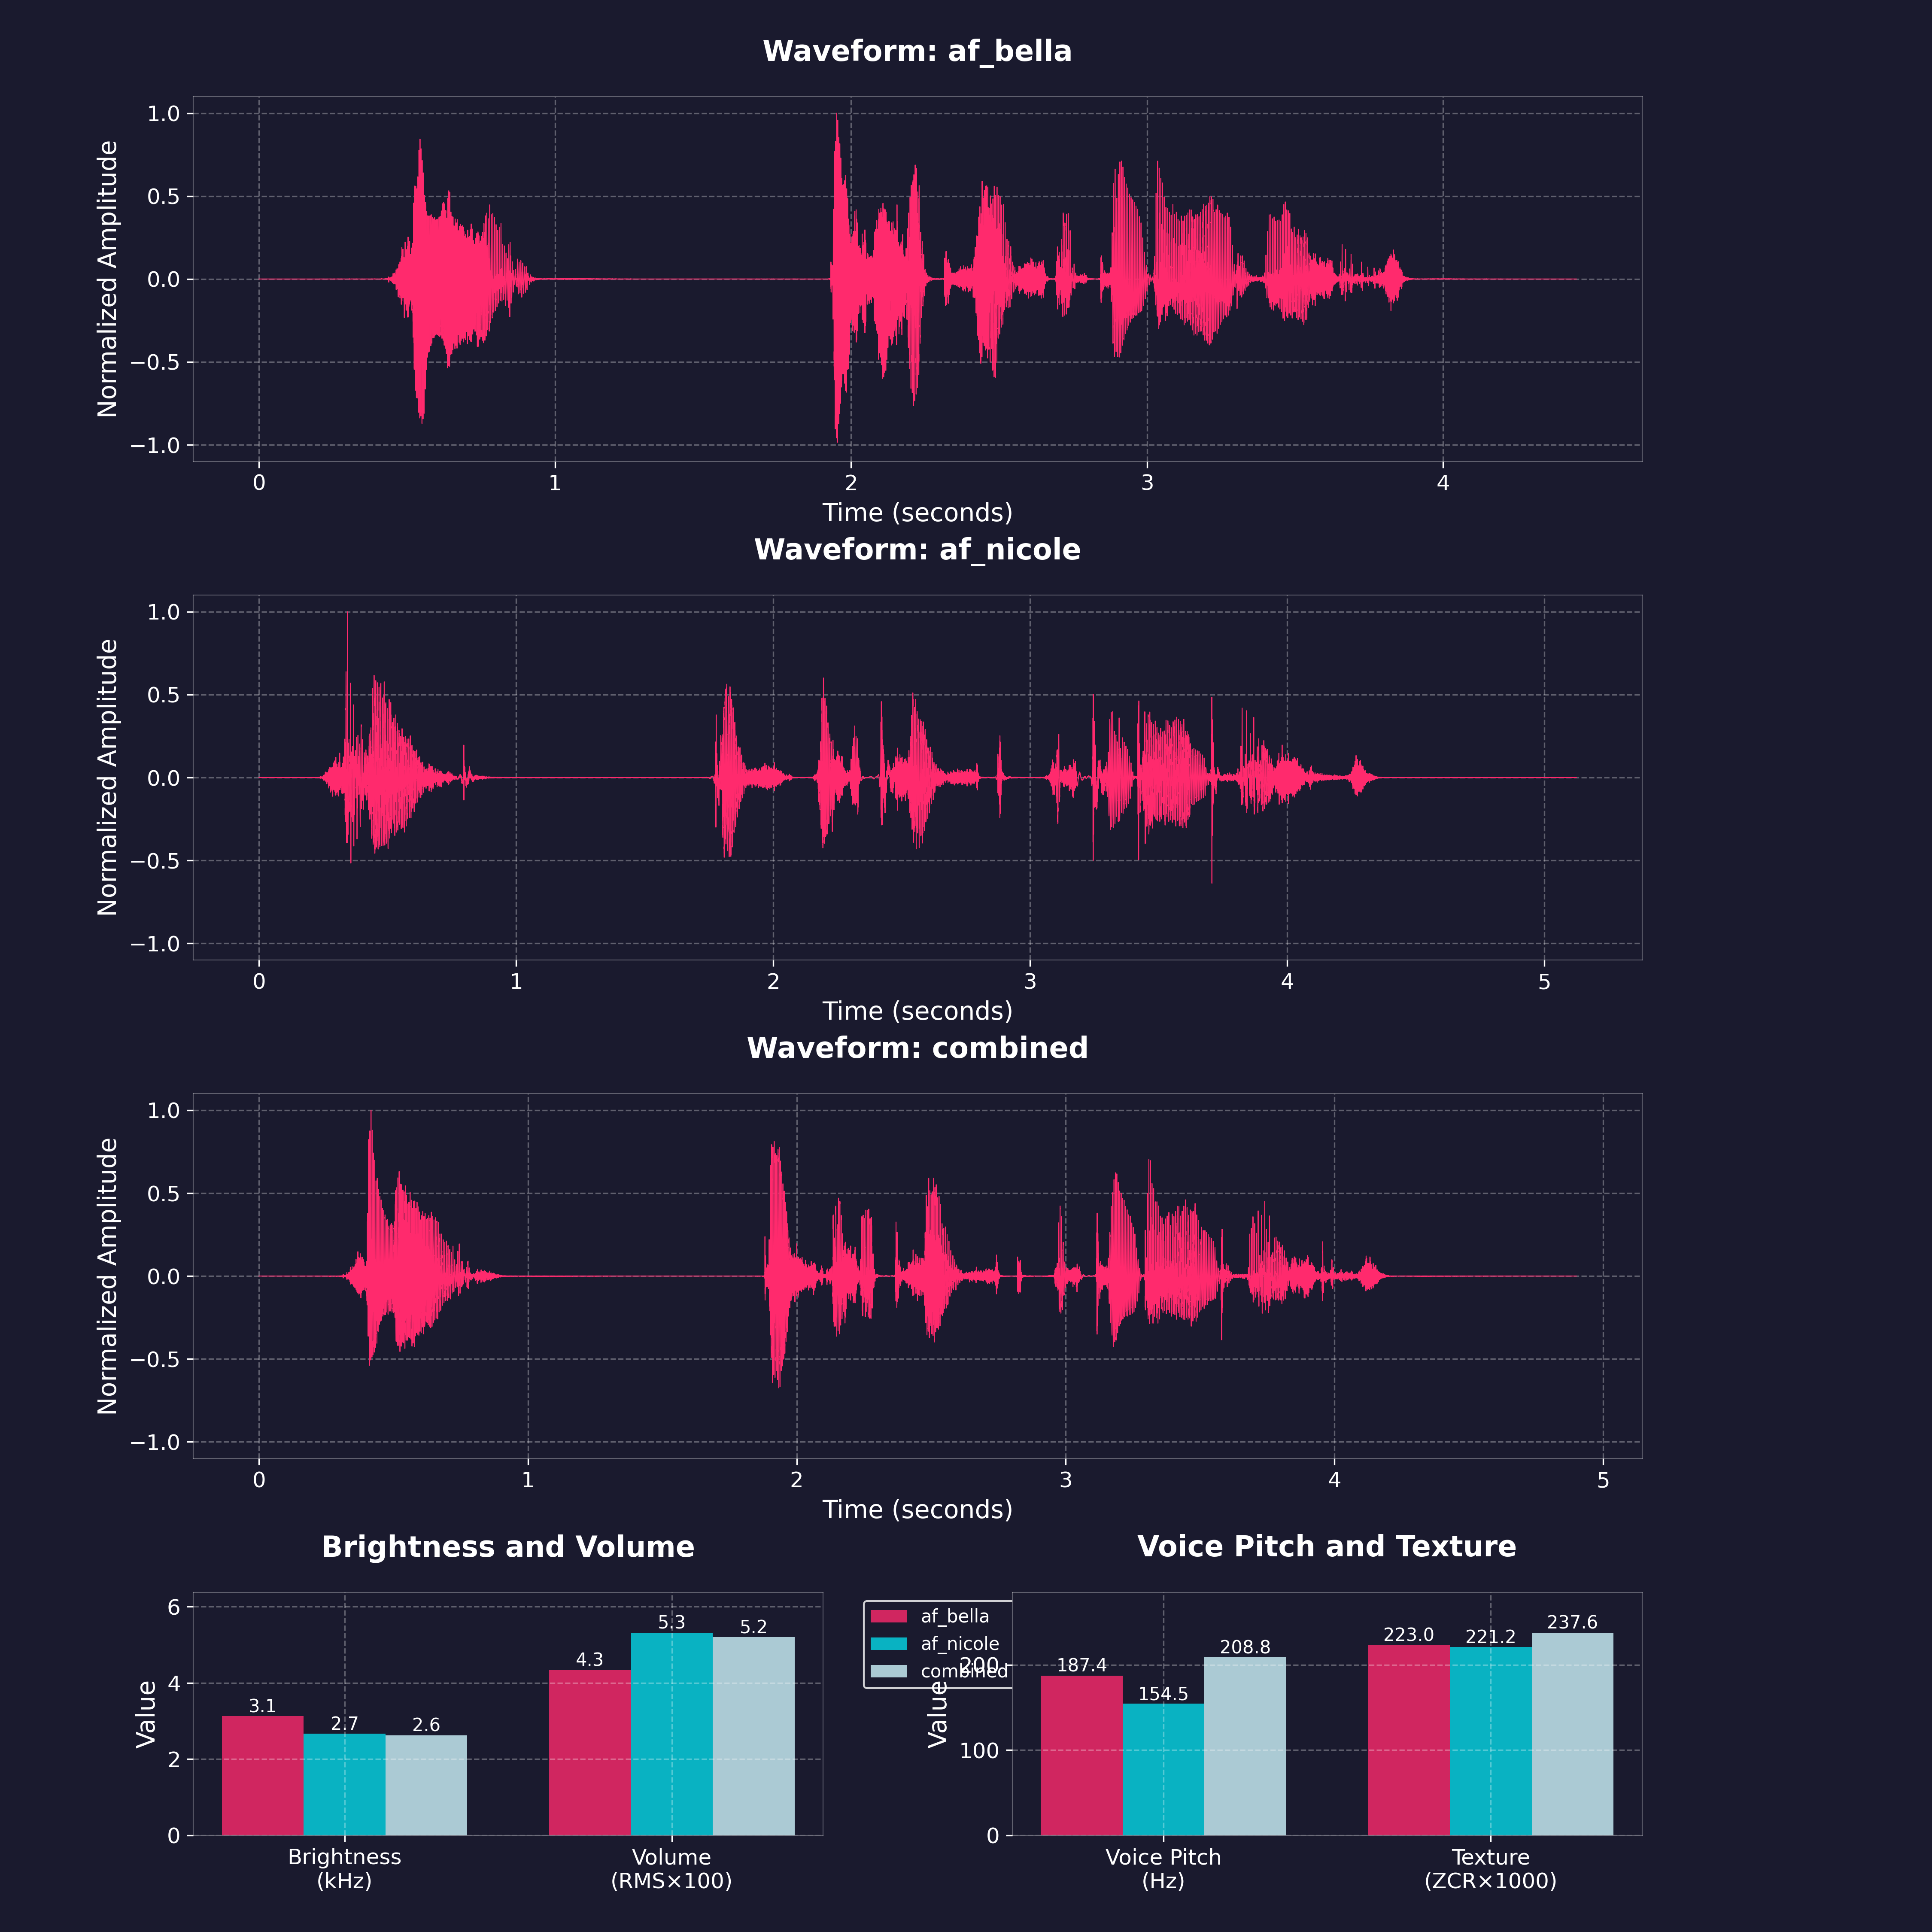 Waveform: af_bella
Normalized Amplitude
1.0
0.5
0.0
−0.5
−1.0
0 1 2 3 4
Time (seconds)
Waveform: af_nicole
Normalized Amplitude
1.0
0.5
0.0
−0.5
−1.0
0 1 2 3 4 5
Time (seconds)
Waveform: combined
Normalized Amplitude
1.0
0.5
0.0
−0.5
−1.0
0 1 2 3 4 5
Time (seconds)
Brightness and Volume
Value
6
4
2
0
3.1 2.7 2.6
4.3 5.3 5.2
Brightness
(kHz)
Volume
(RMS×100)
af_bella
af_nicole
combined
Voice Pitch and Texture
Value
200
100
0
187.4 154.5 208.8
223.0 221.2 237.6
Voice Pitch
(Hz)
Texture
(ZCR×1000)